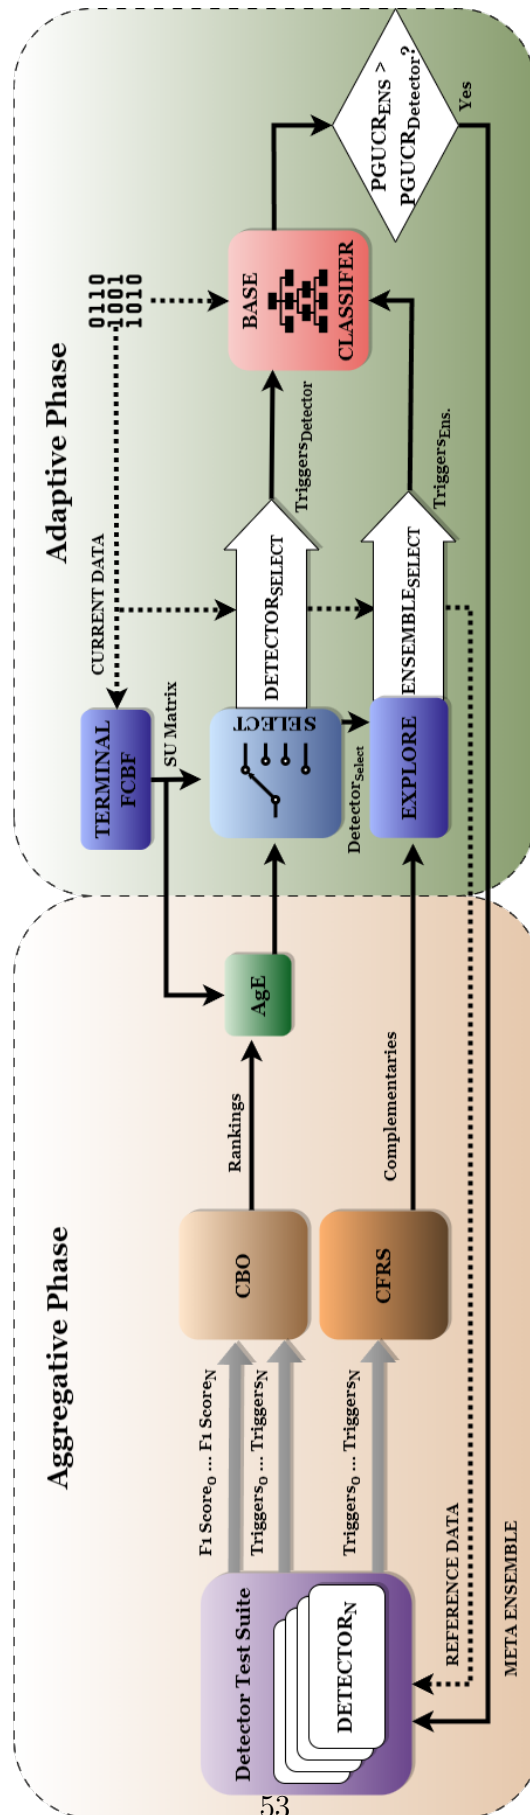 Aggregative Phase
Adaptive Phase
Detector Test Suite
DETECTOR_N
F1 Score_0 ... F1 Score_N
Triggers_0 ... Triggers_N
Triggers_0 ... Triggers_N
CBO
CFRS
Rankings
Complementaries
AgE
TERMINAL
FCBF
SU Matrix
CURRENT DATA
0110
1001
1010
SELECT
Detector_Select
EXPLORE
DETECTOR_SELECT
ENSEMBLE_SELECT
Triggers_Detector
Triggers_Ens.
BASE
CLASSIFER
PGUCR_ENS >
PGUCR_Detector?
Yes
REFERENCE DATA
META ENSEMBLE
53